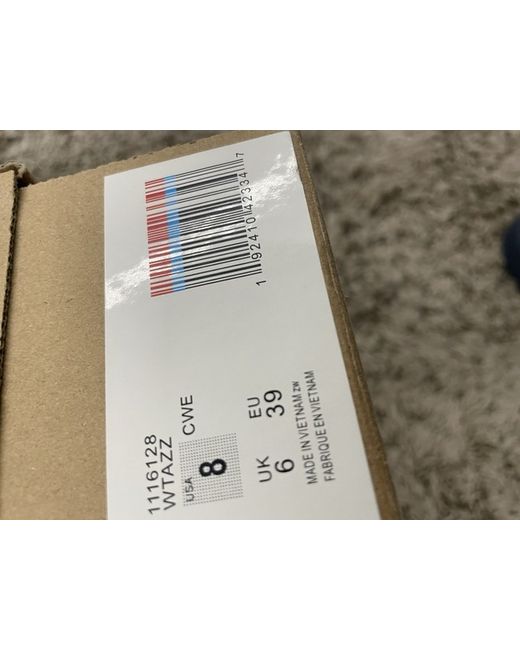 1116128
WTAZZ CWE
USA
8
UK EU
6 39
MADE IN VIETNAM ZW
FABRIQUE EN VIETNAM
1 92410 42334 7